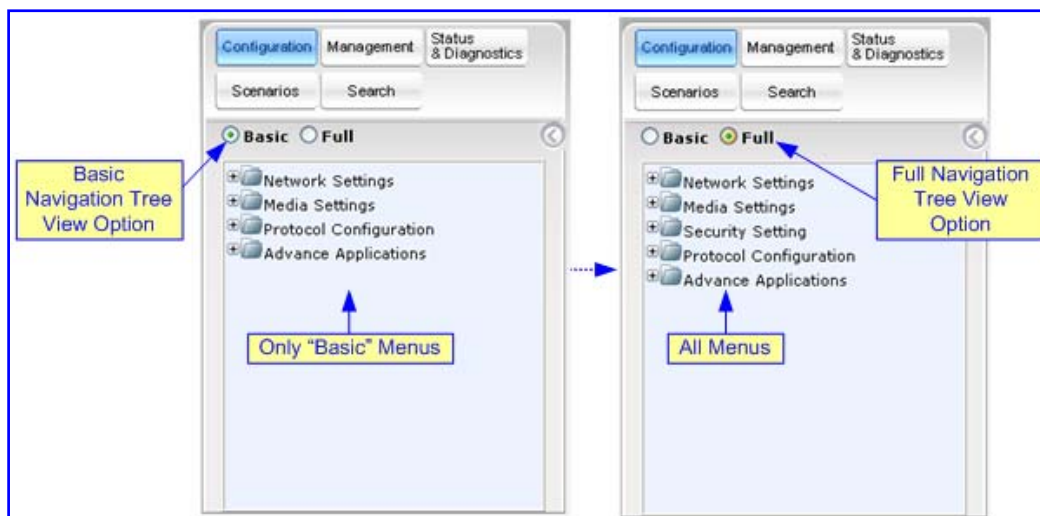 Configuration
Management
Status
& Diagnostics
Scenarios
Search
Basic
Full
Basic
Navigation Tree
View Option
Network Settings
Media Settings
Protocol Configuration
Advance Applications
Only “Basic” Menus
Configuration
Management
Status
& Diagnostics
Scenarios
Search
Basic
Full
Full Navigation
Tree View
Option
Network Settings
Media Settings
Security Setting
Protocol Configuration
Advance Applications
All Menus